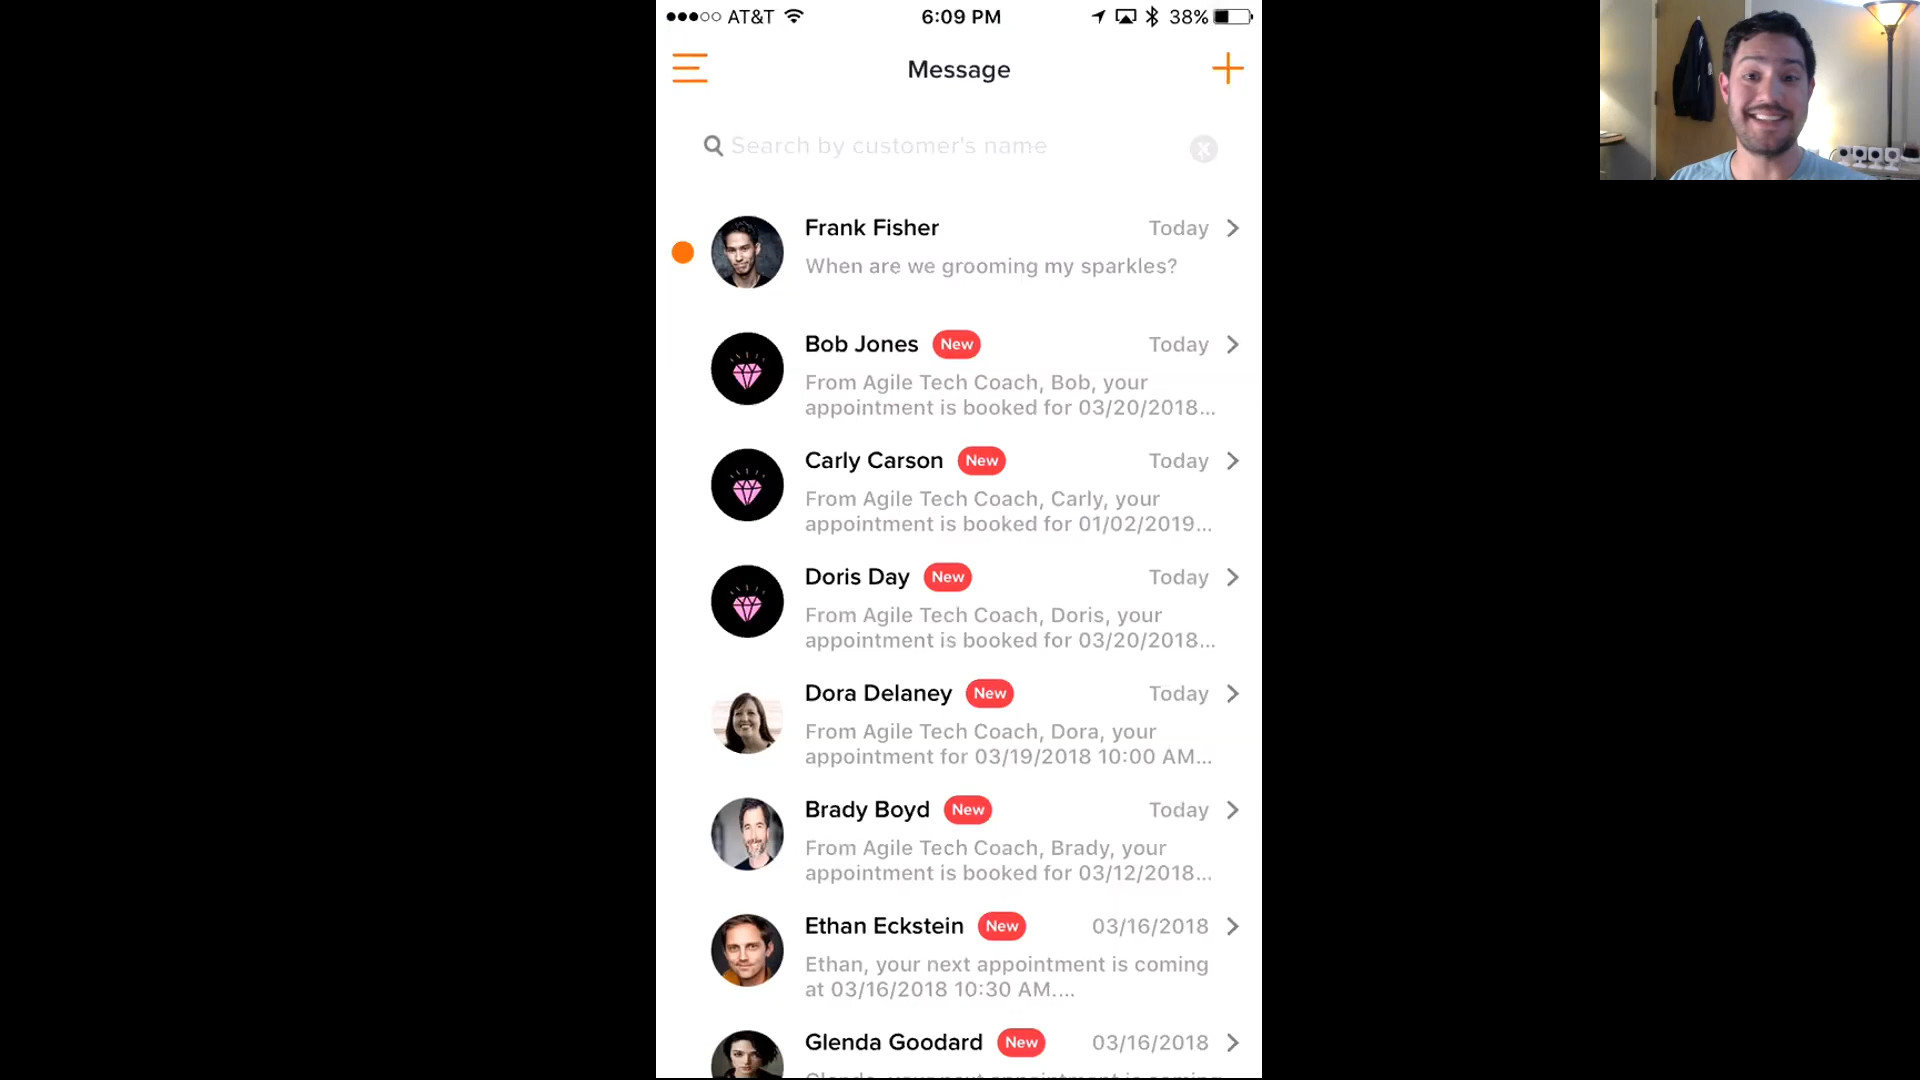 AT&T 6:09 PM 38%
Message
Search by customer's name
Frank Fisher Today
When are we grooming my sparkles?
Bob Jones New Today
From Agile Tech Coach, Bob, your
appointment is booked for 03/20/2018...
Carly Carson New Today
From Agile Tech Coach, Carly, your
appointment is booked for 01/02/2019...
Doris Day New Today
From Agile Tech Coach, Doris, your
appointment is booked for 03/20/2018...
Dora Delaney New Today
From Agile Tech Coach, Dora, your
appointment for 03/19/2018 10:00 AM...
Brady Boyd New Today
From Agile Tech Coach, Brady, your
appointment is booked for 03/12/2018...
Ethan Eckstein New 03/16/2018
Ethan, your next appointment is coming
at 03/16/2018 10:30 AM....
Glenda Goodard New 03/16/2018